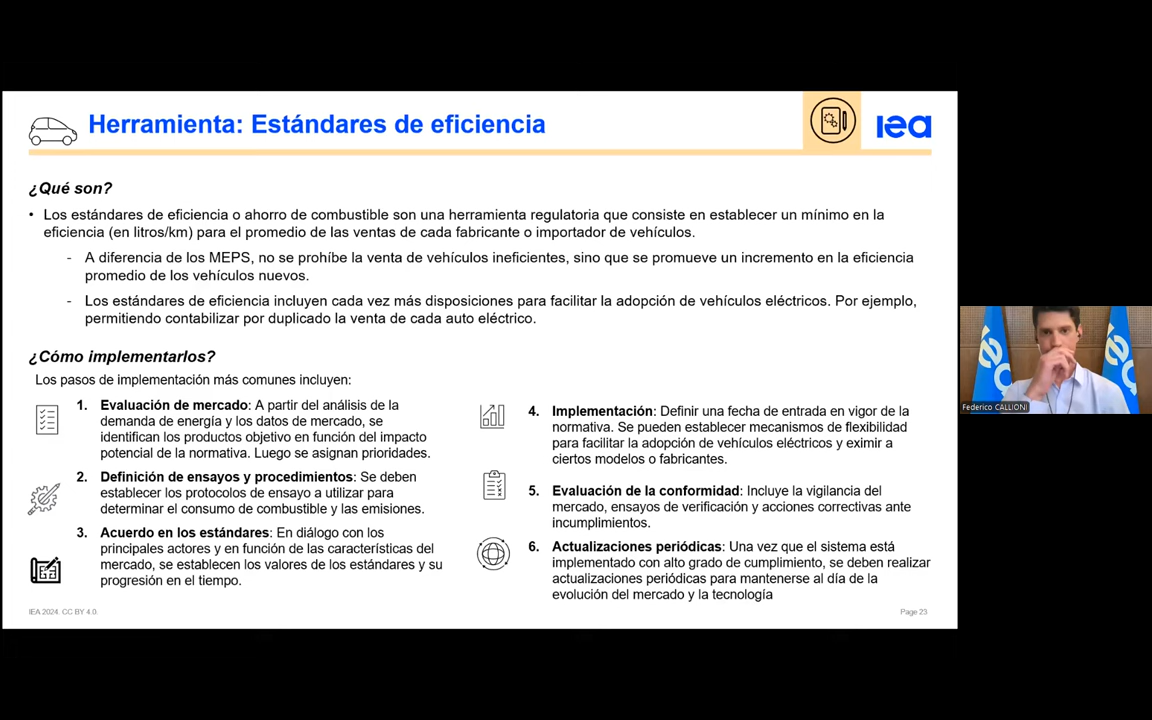 Herramienta: Estándares de eficiencia
iea
¿Qué son?
• Los estándares de eficiencia o ahorro de combustible son una herramienta regulatoria que consiste en establecer un mínimo en la
eficiencia (en litros/km) para el promedio de las ventas de cada fabricante o importador de vehículos.
- A diferencia de los MEPS, no se prohíbe la venta de vehículos ineficientes, sino que se promueve un incremento en la eficiencia
promedio de los vehículos nuevos.
- Los estándares de eficiencia incluyen cada vez más disposiciones para facilitar la adopción de vehículos eléctricos. Por ejemplo,
permitiendo contabilizar por duplicado la venta de cada auto eléctrico.
¿Cómo implementarlos?
Los pasos de implementación más comunes incluyen:
1. Evaluación de mercado: A partir del análisis de la
demanda de energía y los datos de mercado, se
identifican los productos objetivo en función del impacto
potencial de la normativa. Luego se asignan prioridades.
2. Definición de ensayos y procedimientos: Se deben
establecer los protocolos de ensayo a utilizar para
determinar el consumo de combustible y las emisiones.
3. Acuerdo en los estándares: En diálogo con los
principales actores y en función de las características del
mercado, se establecen los valores de los estándares y su
progresión en el tiempo.
4. Implementación: Definir una fecha de entrada en vigor de la
normativa. Se pueden establecer mecanismos de flexibilidad
para facilitar la adopción de vehículos eléctricos y eximir a
ciertos modelos o fabricantes.
5. Evaluación de la conformidad: Incluye la vigilancia del
mercado, ensayos de verificación y acciones correctivas ante
incumplimientos.
6. Actualizaciones periódicas: Una vez que el sistema está
implementado con alto grado de cumplimiento, se deben realizar
actualizaciones periódicas para mantenerse al día de la
evolución del mercado y la tecnología
IEA 2024. CC BY 4.0.
Page 23
Federico CALLIONI